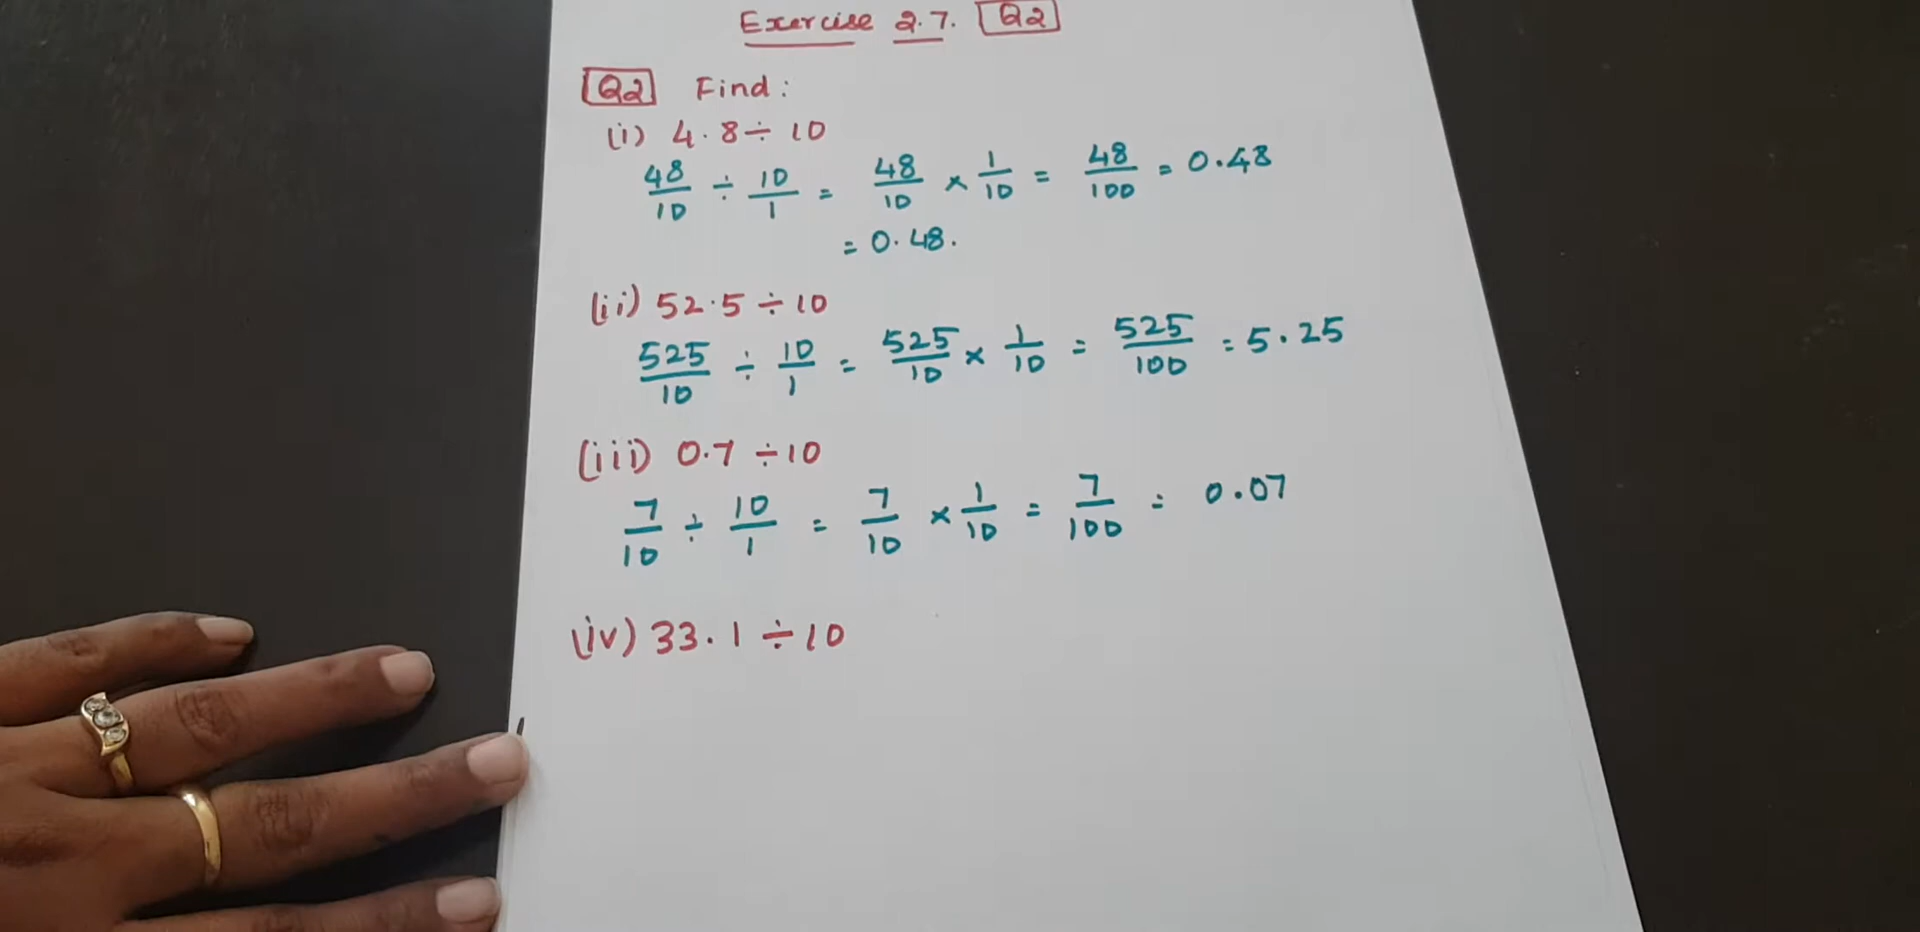 Exercise 2.7. Q2
Q2 Find:
(i) 4.8 ÷ 10
48/10 ÷ 10/1 = 48/10 × 1/10 = 48/100 = 0.48
= 0.48.
(ii) 52.5 ÷ 10
525/10 ÷ 10/1 = 525/10 × 1/10 = 525/100 = 5.25
(iii) 0.7 ÷ 10
7/10 ÷ 10/1 = 7/10 × 1/10 = 7/100 = 0.07
(iv) 33.1 ÷ 10